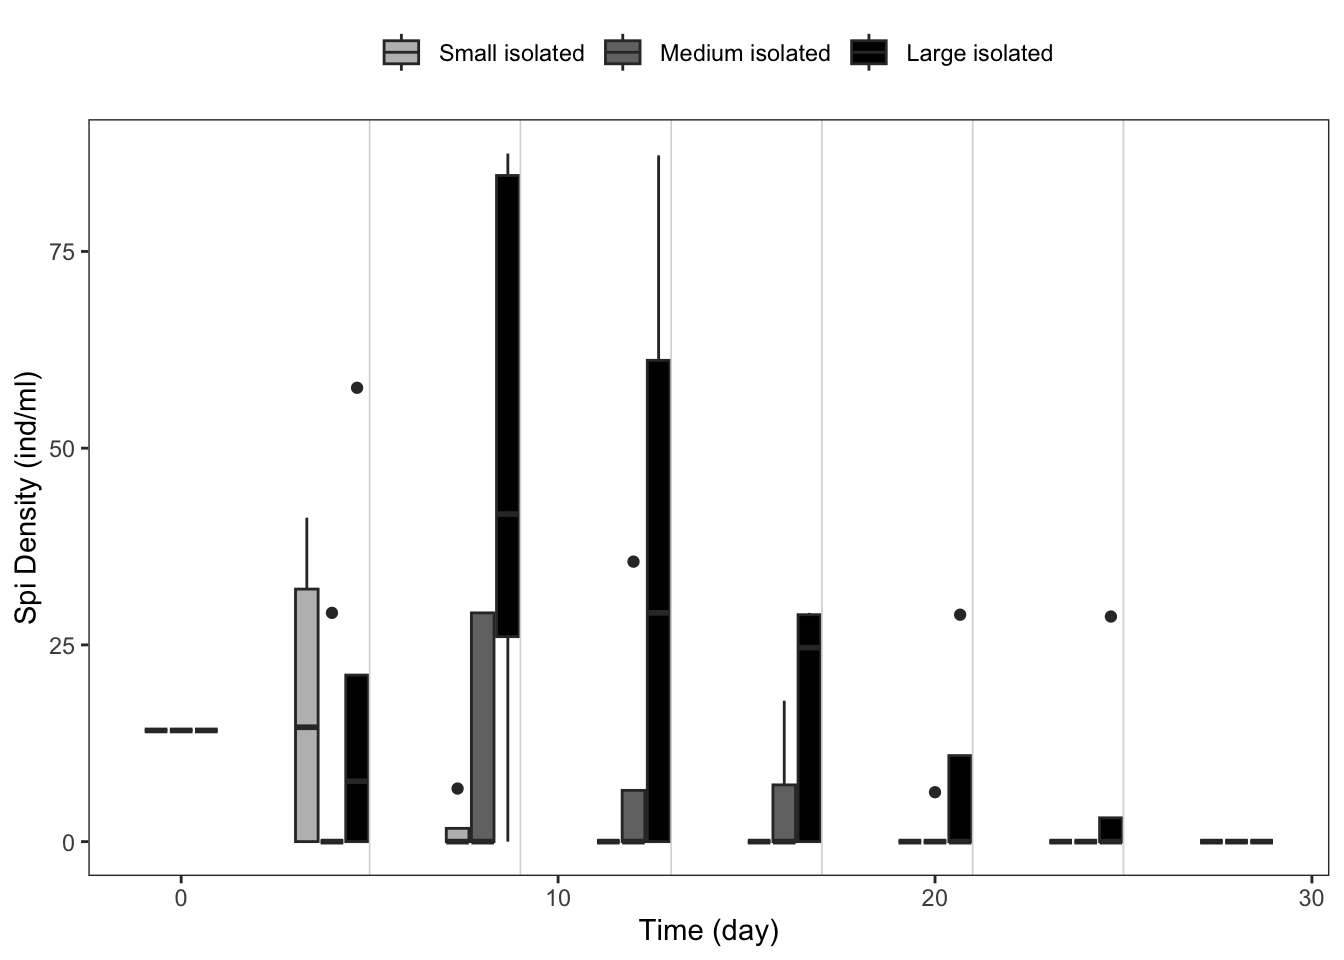 Small isolated Medium isolated Large isolated
75
50
25
0
Spi Density (ind/ml)
0 10 20 30
Time (day)